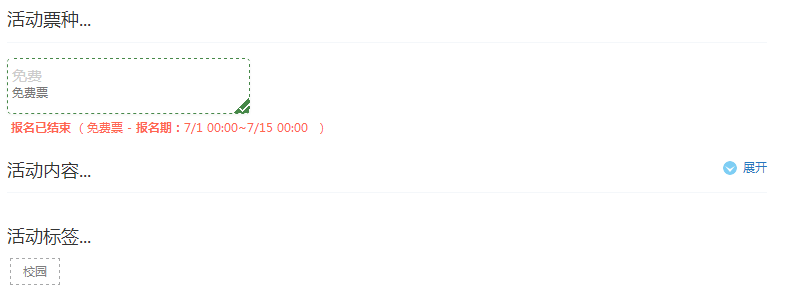 活动票种...
免费
免费票
报名已结束 ( 免费票 - 报名期：7/1 00:00~7/15 00:00 )
活动内容...
展开
活动标签...
校园